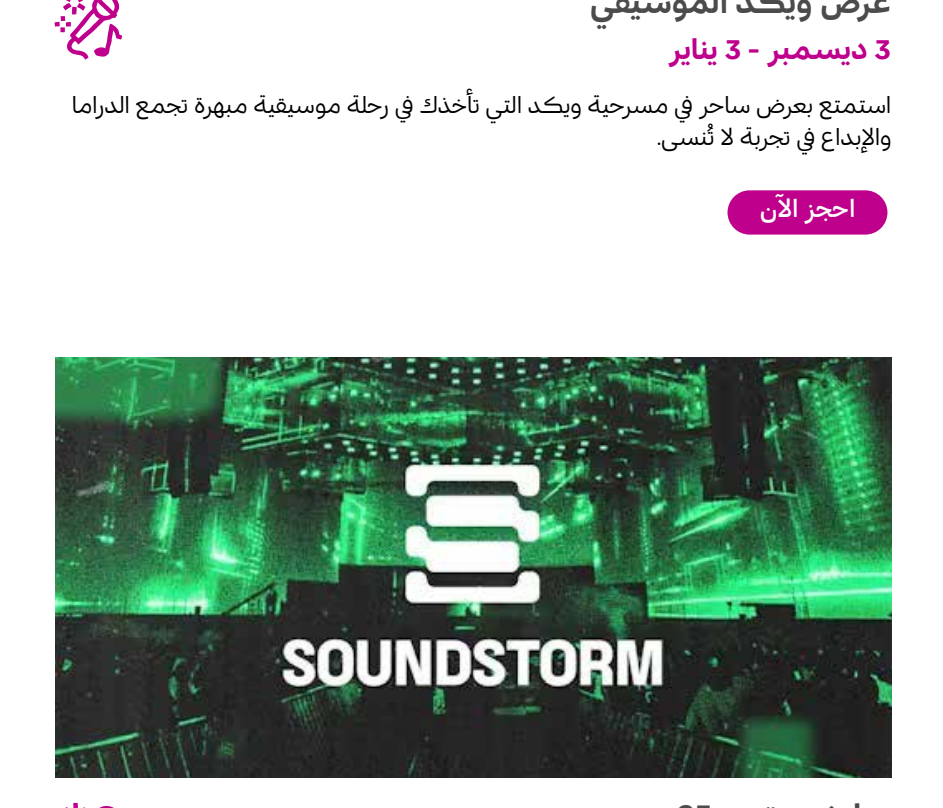 عرض ويكد الموسيقي
3 ديسمبر - 3 يناير
استمتع بعرض ساحر في مسرحية ويكد التي تأخذك في رحلة موسيقية مبهرة تجمع الدراما
والإبداع في تجربة لا تُنسى.
احجز الآن
SOUNDSTORM